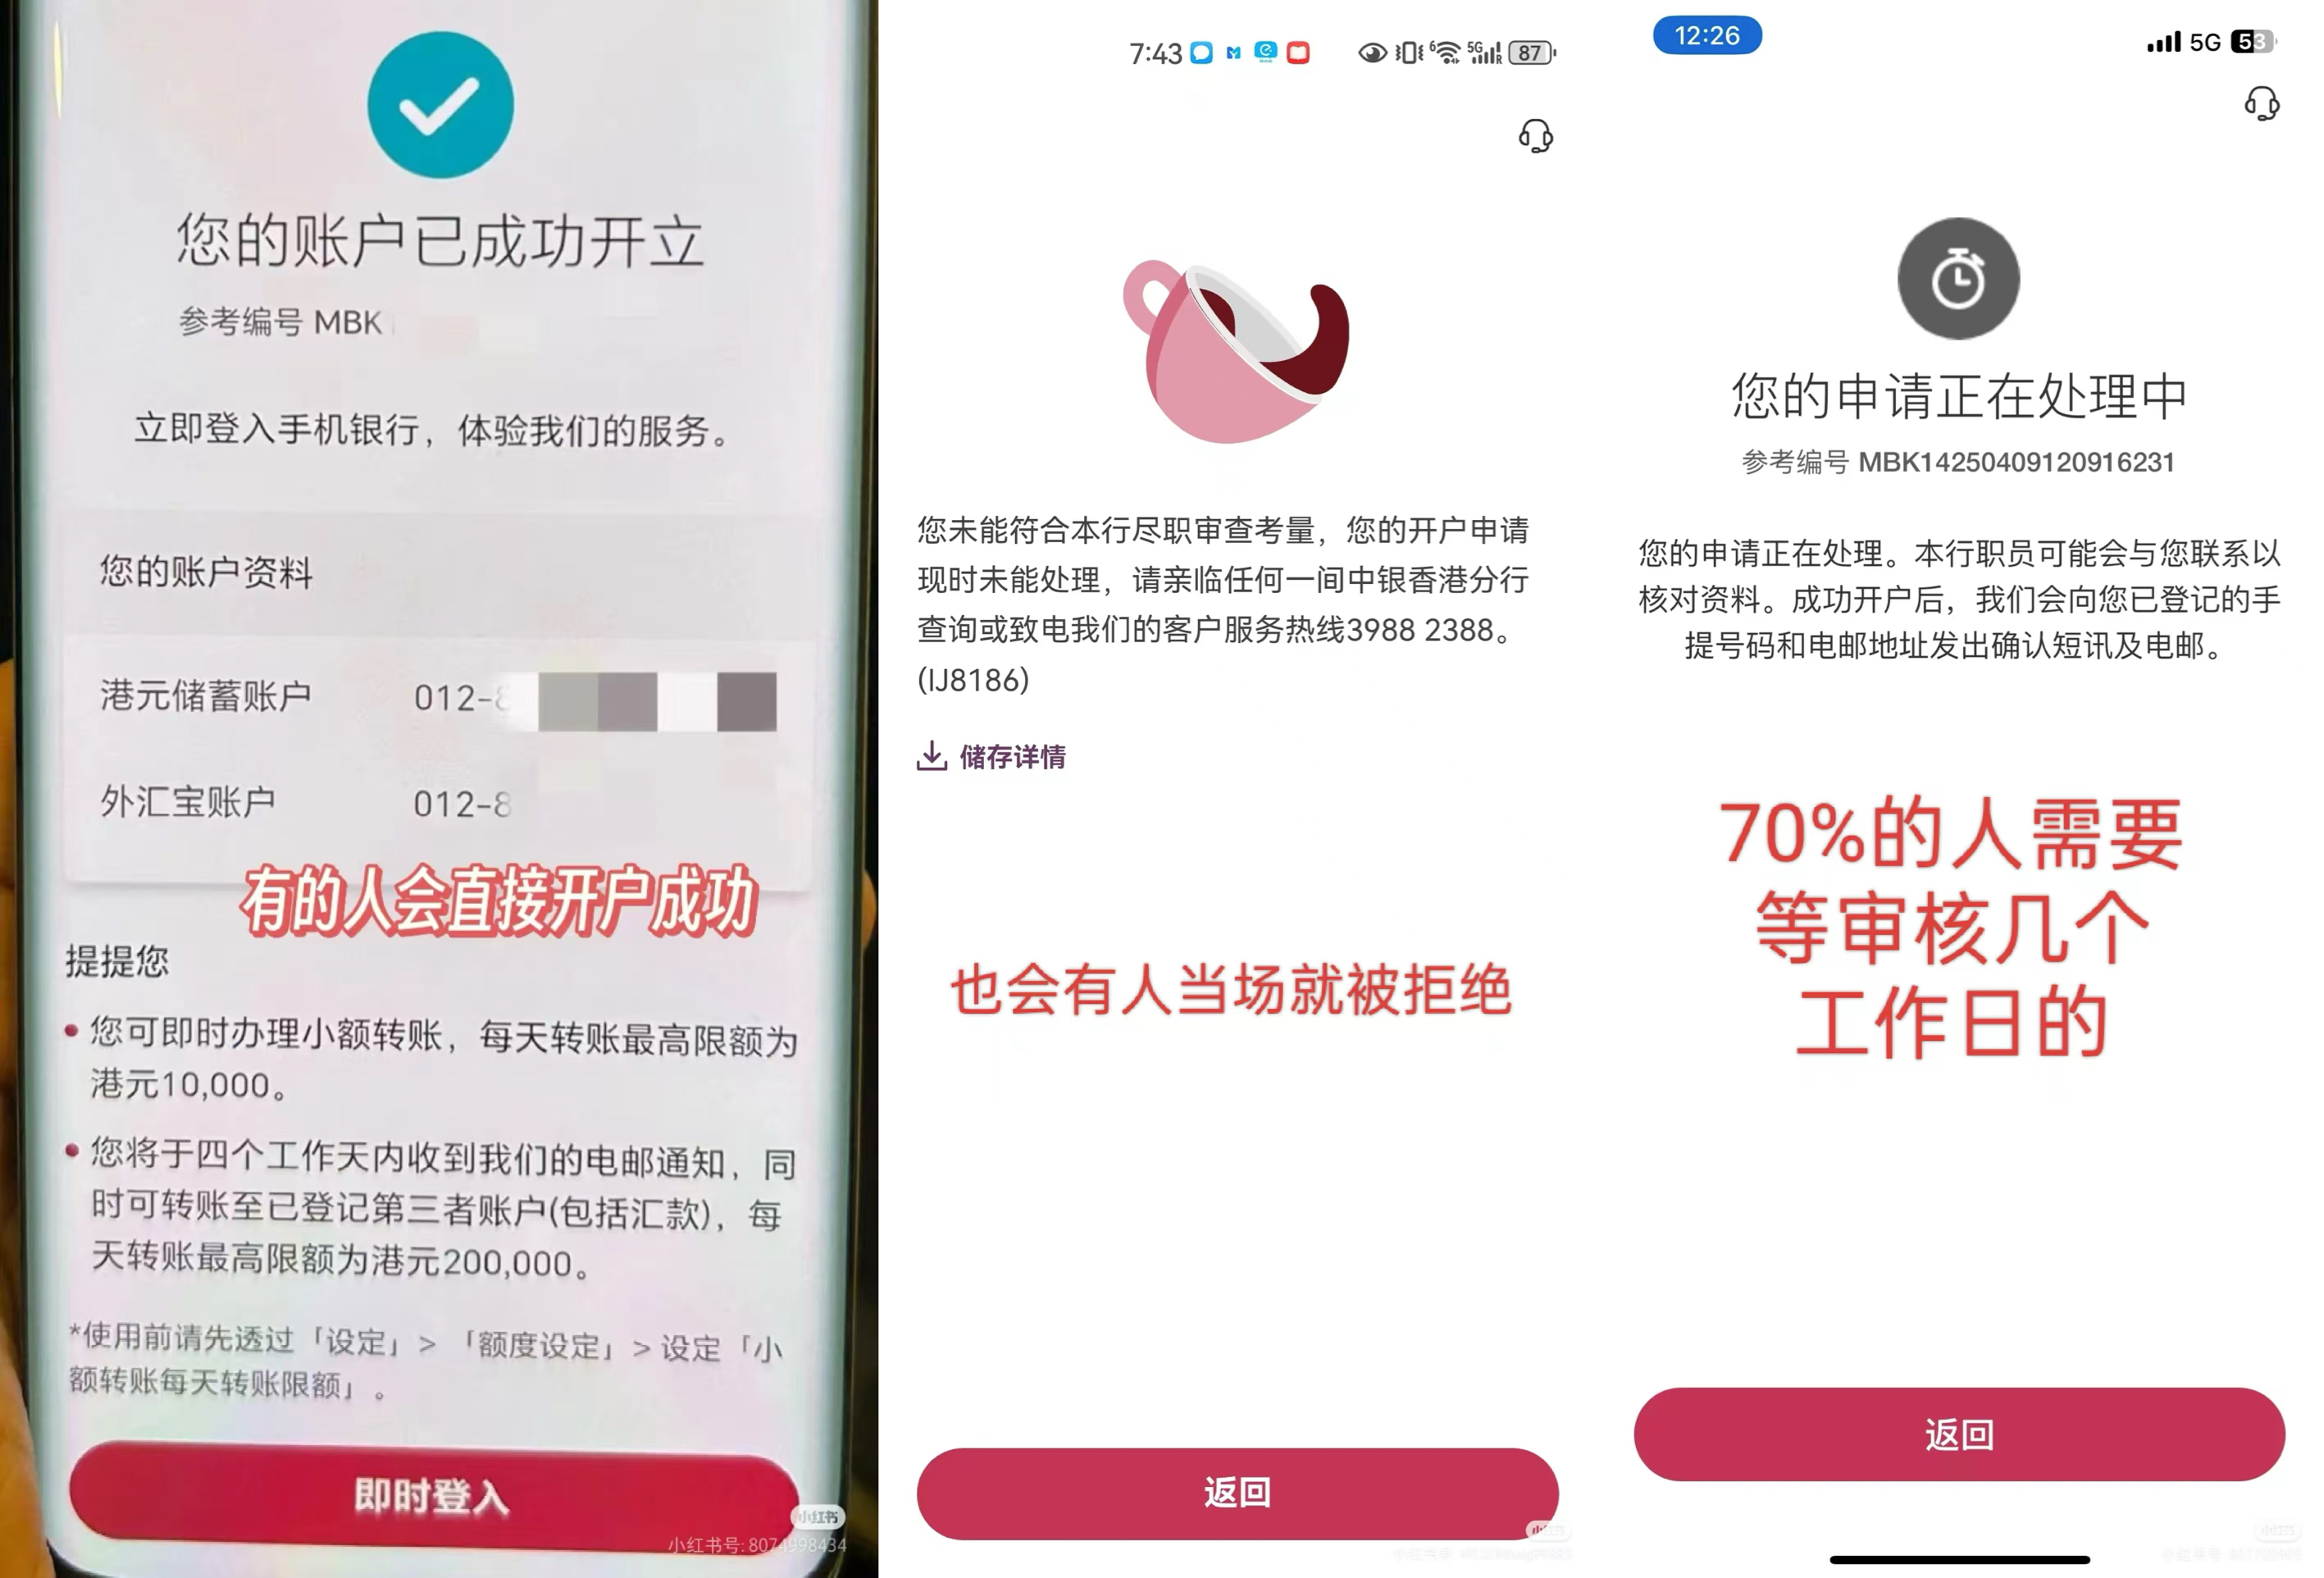 您的账户已成功开立
参考编号 MBK
立即登入手机银行，体验我们的服务。
您的账户资料
港元储蓄账户 012-8
外汇宝账户 012-8
有的人会直接开户成功
提提您
• 您可即时办理小额转账，每天转账最高限额为
港元10,000。
• 您将于四个工作天内收到我们的电邮通知，同
时可转账至已登记第三者账户(包括汇款)，每
天转账最高限额为港元200,000。
*使用前请先透过「设定」>「额度设定」> 设定「小
额转账每天转账限额」。
即时登入
小红书
小红书号: 8074998434
7:43
5G
87
您未能符合本行尽职审查考量，您的开户申请
现时未能处理，请亲临任何一间中银香港分行
查询或致电我们的客户服务热线3988 2388。
(IJ8186)
储存详情
也会有人当场就被拒绝
返回
12:26
5G 53
您的申请正在处理中
参考编号 MBK14250409120916231
您的申请正在处理。本行职员可能会与您联系以
核对资料。成功开户后，我们会向您已登记的手
提号码和电邮地址发出确认短讯及电邮。
70%的人需要
等审核几个
工作日的
返回